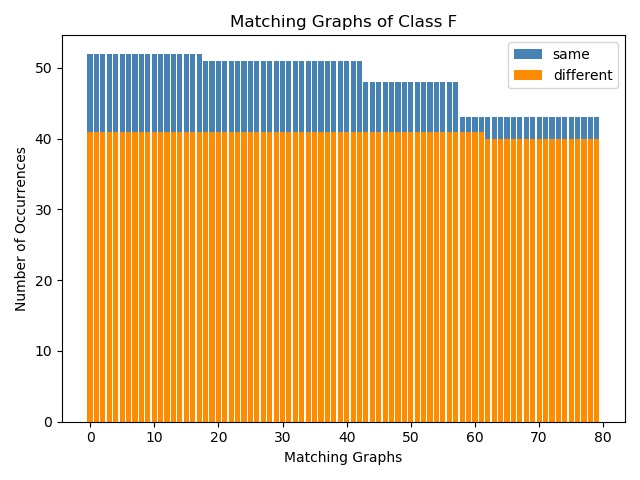 Matching Graphs of Class F
same
different
Number of Occurrences
50
40
30
20
10
0
0 10 20 30 40 50 60 70 80
Matching Graphs